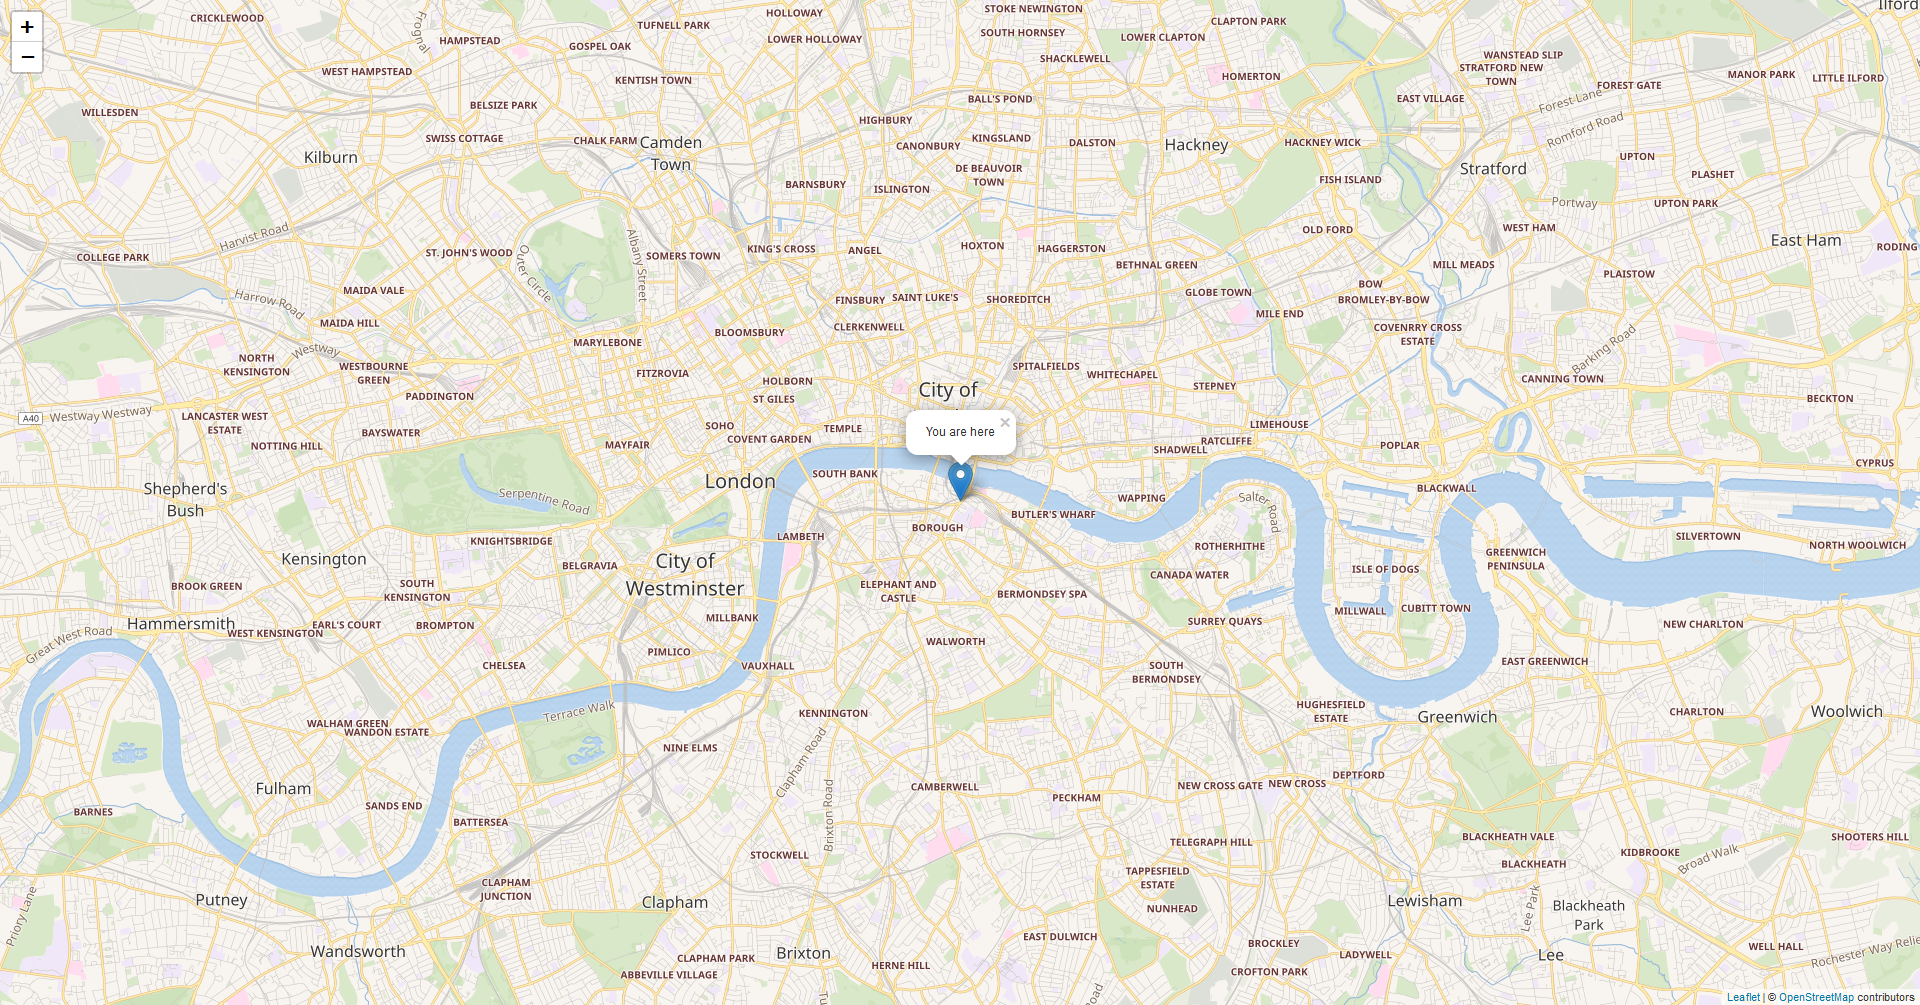 +
−
CRICKLEWOOD
Frognal
HAMPSTEAD
GOSPEL OAK
TUFNELL PARK
HOLLOWAY
LOWER HOLLOWAY
STOKE NEWINGTON
SOUTH HORNSEY
SHACKLEWELL
LOWER CLAPTON
CLAPTON PARK
HOMERTON
WANSTEAD SLIP
STRATFORD NEW
TOWN
FOREST GATE
MANOR PARK
LITTLE ILFORD
Ilford
WEST HAMPSTEAD
KENTISH TOWN
BELSIZE PARK
WILLESDEN
SWISS COTTAGE
CHALK FARM
Camden
Town
Kilburn
HIGHBURY
BALL'S POND
KINGSLAND
CANONBURY
DALSTON
DE BEAUVOIR
TOWN
BARNSBURY
ISLINGTON
Hackney
HACKNEY WICK
EAST VILLAGE
FISH ISLAND
Stratford
Forest Lane
Romford Road
UPTON
PLASHET
Portway
UPTON PARK
Harvist Road
COLLEGE PARK
ST. JOHN'S WOOD
Outer Circle
Albany Street
SOMERS TOWN
KING'S CROSS
ANGEL
HOXTON
HAGGERSTON
BETHNAL GREEN
OLD FORD
WEST HAM
East Ham
RODING
MILL MEADS
PLAISTOW
Harrow Road
MAIDA VALE
MAIDA HILL
FINSBURY
SAINT LUKE'S
SHOREDITCH
GLOBE TOWN
BOW
BROMLEY-BY-BOW
MILE END
COVENRRY CROSS
ESTATE
Barking Road
CLERKENWELL
BLOOMSBURY
MARYLEBONE
Westway
NORTH
KENSINGTON
WESTBOURNE
GREEN
FITZROVIA
HOLBORN
ST GILES
SPITALFIELDS
WHITECHAPEL
STEPNEY
CANNING TOWN
BECKTON
City of
A40
Westway Westway
PADDINGTON
LANCASTER WEST
ESTATE
NOTTING HILL
BAYSWATER
MAYFAIR
SOHO
COVENT GARDEN
TEMPLE
You are here
×
LIMEHOUSE
RATCLIFFE
SHADWELL
POPLAR
CYPRUS
London
SOUTH BANK
Shepherd's
Bush
Serpentine Road
WAPPING
Salter Road
BLACKWALL
BUTLER'S WHARF
BOROUGH
LAMBETH
KNIGHTSBRIDGE
Kensington
BELGRAVIA
City of
Westminster
ROTHERHITHE
CANADA WATER
ISLE OF DOGS
GREENWICH
PENINSULA
SILVERTOWN
NORTH WOOLWICH
BROOK GREEN
SOUTH
KENSINGTON
ELEPHANT AND
CASTLE
BERMONDSEY SPA
MILLWALL
CUBITT TOWN
SURREY QUAYS
NEW CHARLTON
Hammersmith
Great West Road
WEST KENSINGTON
EARL'S COURT
BROMPTON
MILLBANK
PIMLICO
WALWORTH
CHELSEA
VAUXHALL
SOUTH
BERMONDSEY
EAST GREENWICH
Terrace Walk
KENNINGTON
HUGHESFIELD
ESTATE
Greenwich
CHARLTON
Woolwich
WALHAM GREEN
WANDON ESTATE
NINE ELMS
Clapham Road
Brixton Road
Fulham
SANDS END
BATTERSEA
BARNES
CAMBERWELL
PECKHAM
NEW CROSS GATE
NEW CROSS
DEPTFORD
TELEGRAPH HILL
BLACKHEATH VALE
BLACKHEATH
KIDBROOKE
Broad Walk
SHOOTERS HILL
STOCKWELL
TAPPESFIELD
ESTATE
NUNHEAD
Priory Lane
Putney
CLAPHAM
JUNCTION
Clapham
Lewisham
Lee Park
Blackheath
Park
Wandsworth
CLAPHAM PARK
ABBEVILLE VILLAGE
Brixton
HERNE HILL
EAST DULWICH
BROCKLEY
CROFTON PARK
LADYWELL
Lee
WELL HALL
Rochester Way Relie
Road
Leaflet | © OpenStreetMap contributors